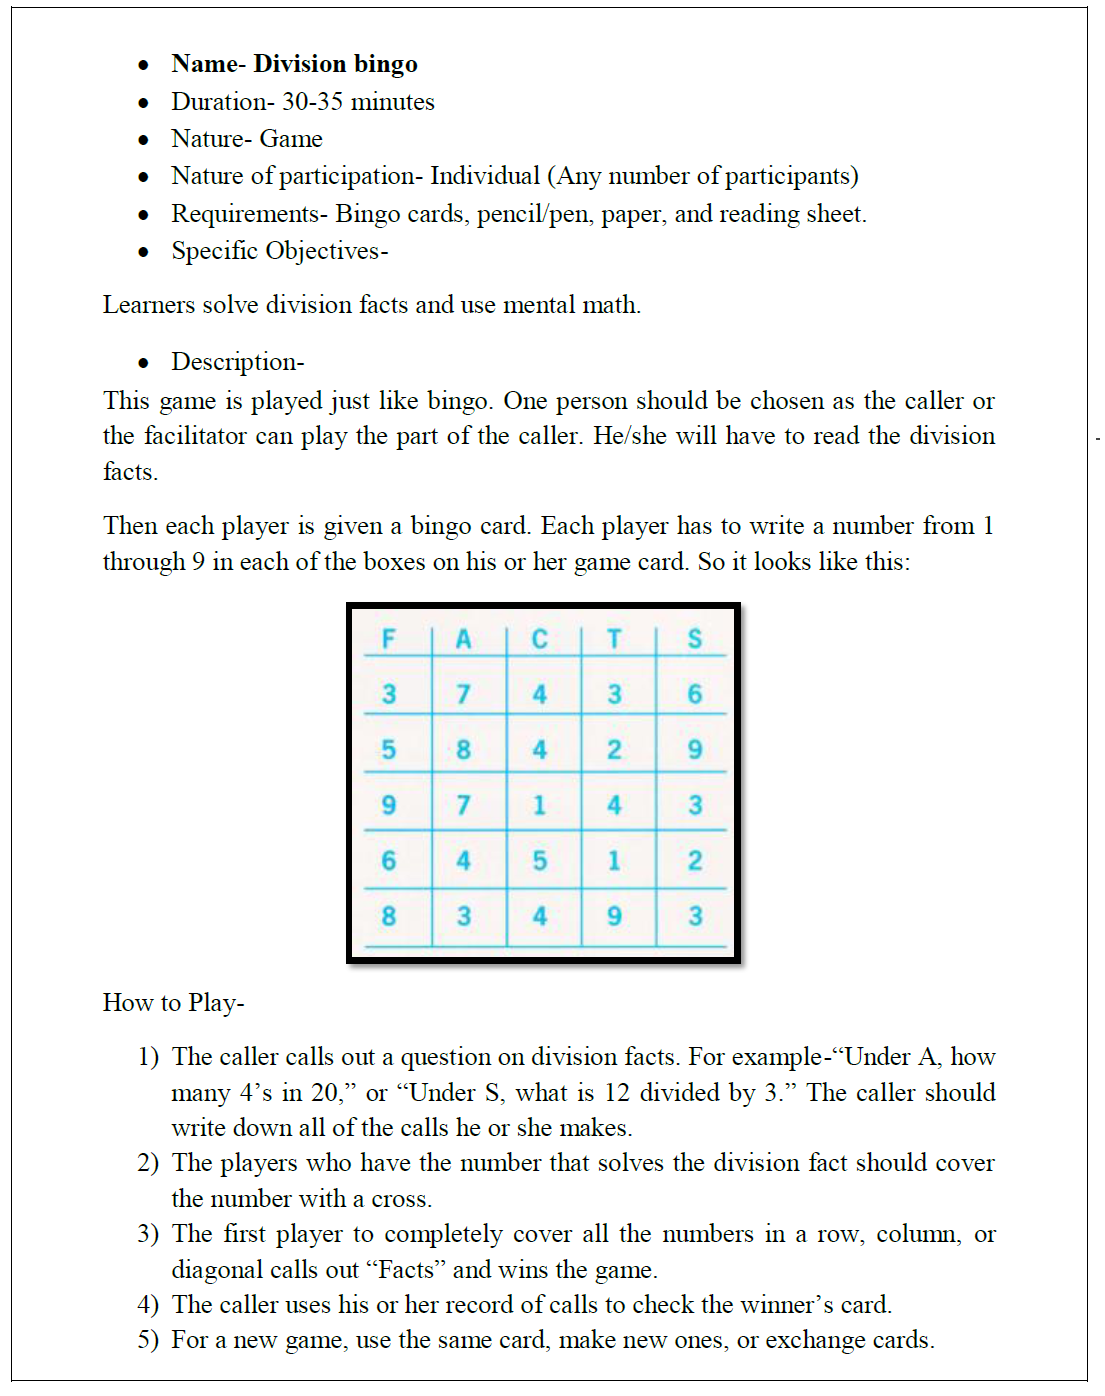 • Name- Division bingo
• Duration- 30-35 minutes
• Nature- Game
• Nature of participation- Individual (Any number of participants)
• Requirements- Bingo cards, pencil/pen, paper, and reading sheet.
• Specific Objectives-
Learners solve division facts and use mental math.
• Description-
This game is played just like bingo. One person should be chosen as the caller or
the facilitator can play the part of the caller. He/she will have to read the division
facts.
Then each player is given a bingo card. Each player has to write a number from 1
through 9 in each of the boxes on his or her game card. So it looks like this:
F A C T S
3 7 4 3 6
5 8 4 2 9
9 7 1 4 3
6 4 5 1 2
8 3 4 9 3
How to Play-
1) The caller calls out a question on division facts. For example-“Under A, how
many 4’s in 20,” or “Under S, what is 12 divided by 3.” The caller should
write down all of the calls he or she makes.
2) The players who have the number that solves the division fact should cover
the number with a cross.
3) The first player to completely cover all the numbers in a row, column, or
diagonal calls out “Facts” and wins the game.
4) The caller uses his or her record of calls to check the winner’s card.
5) For a new game, use the same card, make new ones, or exchange cards.